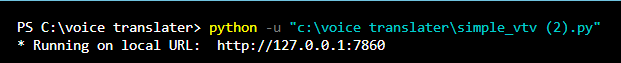 PS C:\voice translater> python -u "c:\voice translater\simple_vtv (2).py"
* Running on local URL:  http://127.0.0.1:7860